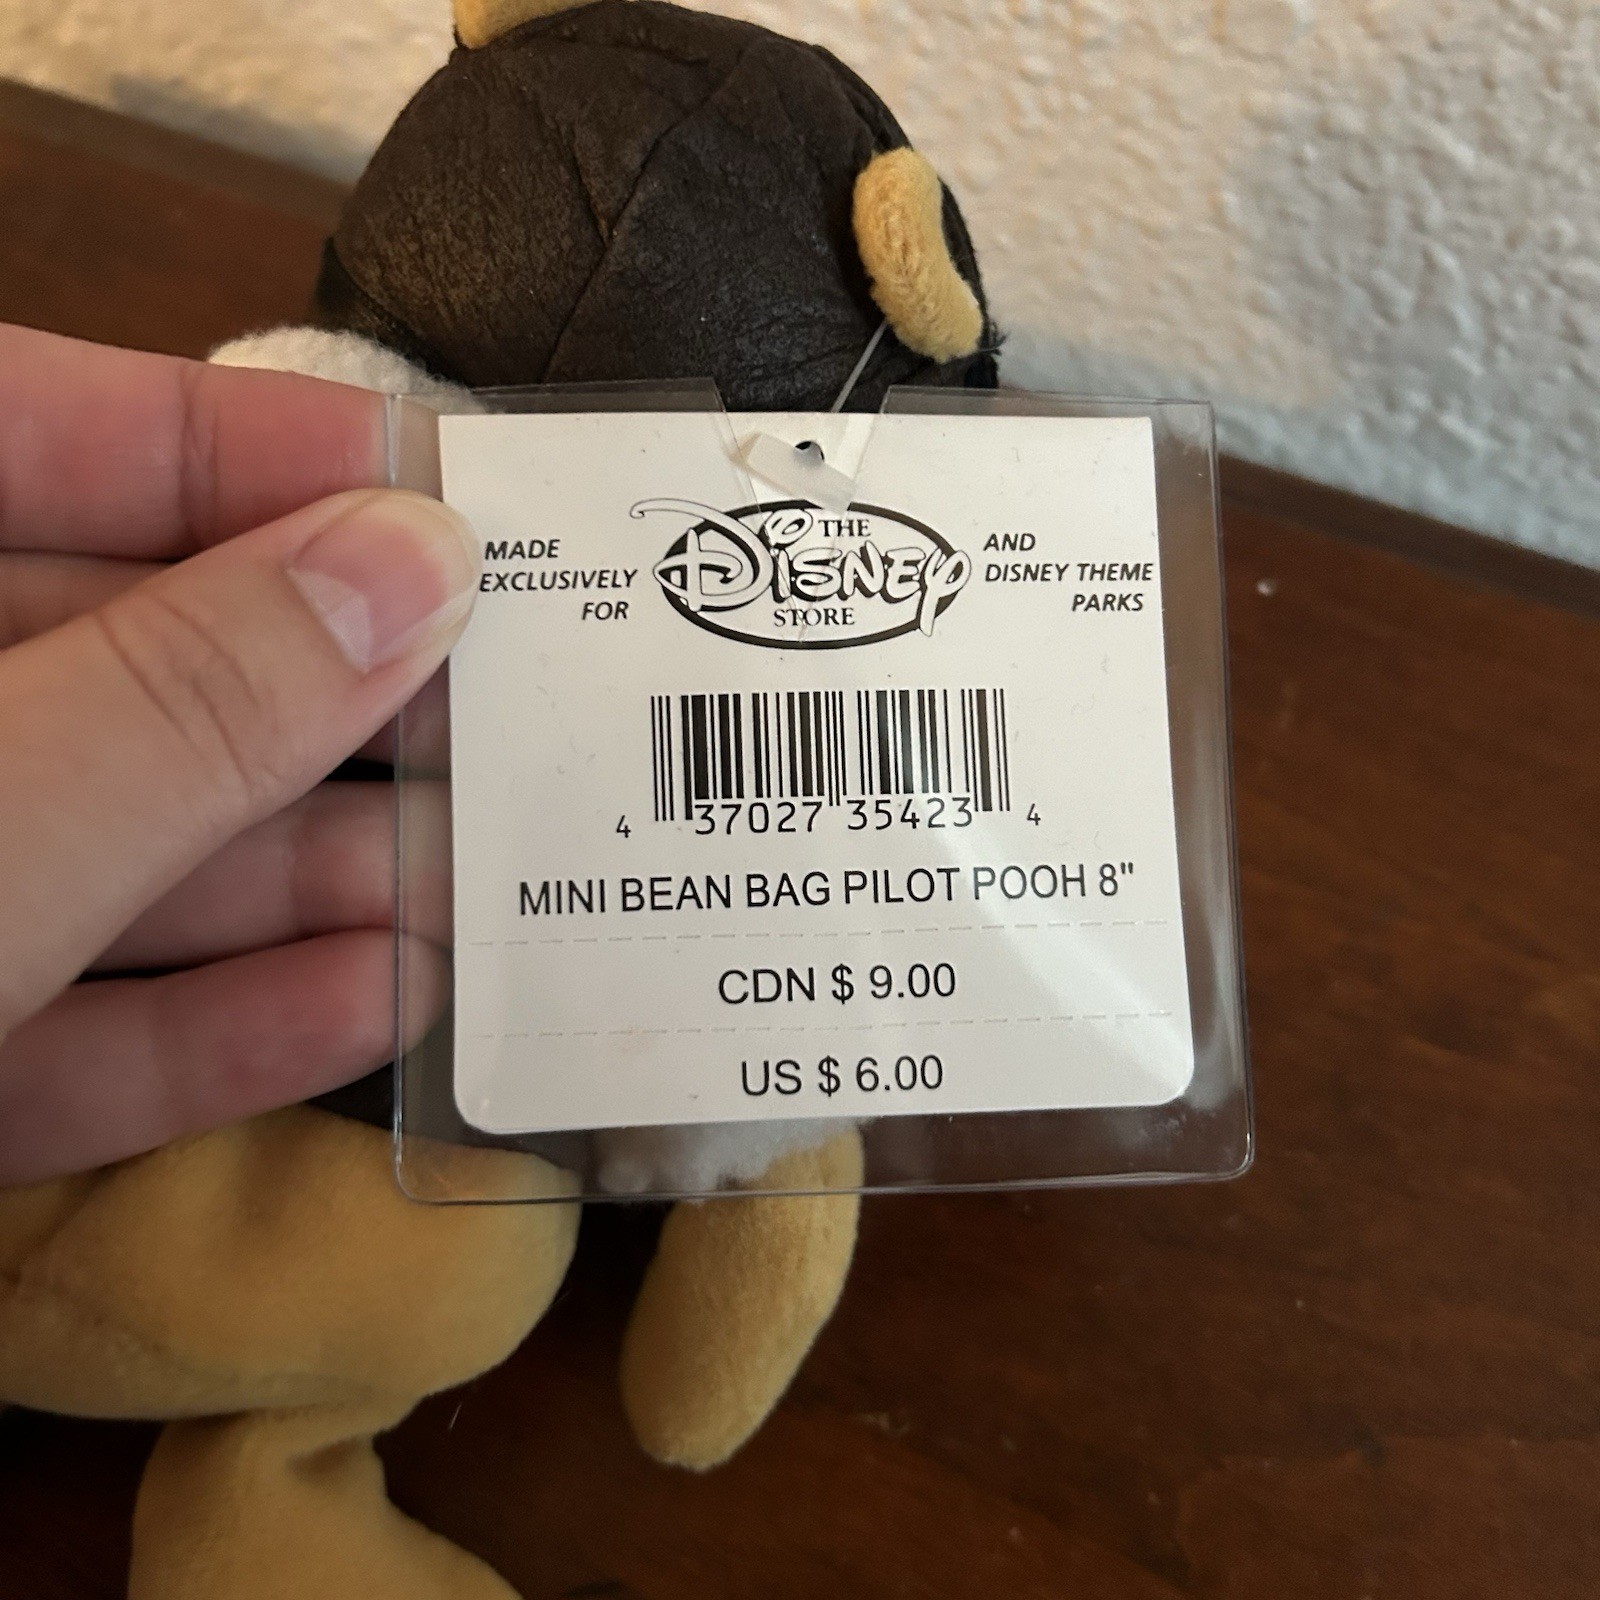 MADE EXCLUSIVELY FOR
THE
Disney
STORE
AND DISNEY THEME PARKS
4 37027 35423 4
MINI BEAN BAG PILOT POOH 8"
CDN $ 9.00
US $ 6.00